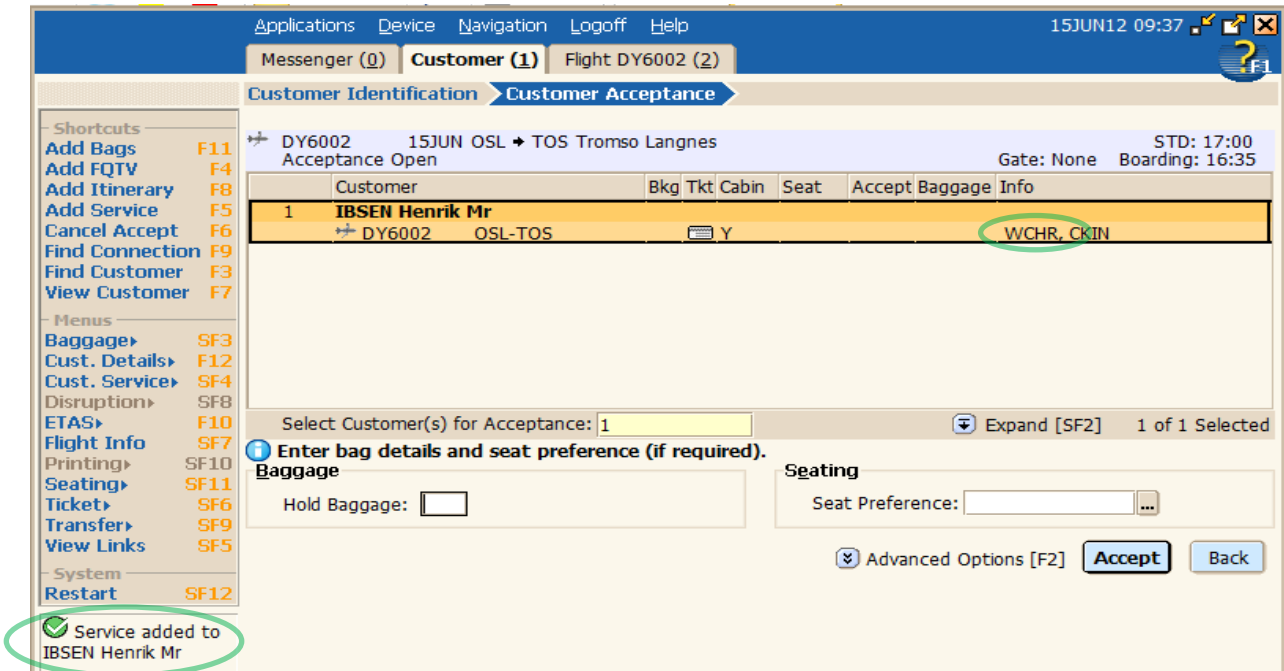 Applications Device Navigation Logoff Help 15JUN12 09:37
Messenger (0) Customer (1) Flight DY6002 (2)
? F1
Customer Identification Customer Acceptance
Shortcuts
Add Bags F11
Add FQTV F4
Add Itinerary F8
Add Service F5
Cancel Accept F6
Find Connection F9
Find Customer F3
View Customer F7
Menus
Baggage SF3
Cust. Details F12
Cust. Service SF4
Disruption SF8
ETAS F10
Flight Info SF7
Printing SF10
Seating SF11
Ticket SF6
Transfer SF9
View Links SF5
System
Restart SF12
Service added to
IBSEN Henrik Mr
DY6002 15JUN OSL → TOS Tromso Langnes STD: 17:00
Acceptance Open Gate: None Boarding: 16:35
Customer Bkg Tkt Cabin Seat Accept Baggage Info
1 IBSEN Henrik Mr
DY6002 OSL-TOS Y WCHR, CKIN
Select Customer(s) for Acceptance: 1 Expand [SF2] 1 of 1 Selected
Enter bag details and seat preference (if required).
Baggage Seating
Hold Baggage: Seat Preference: ...
Advanced Options [F2] Accept Back